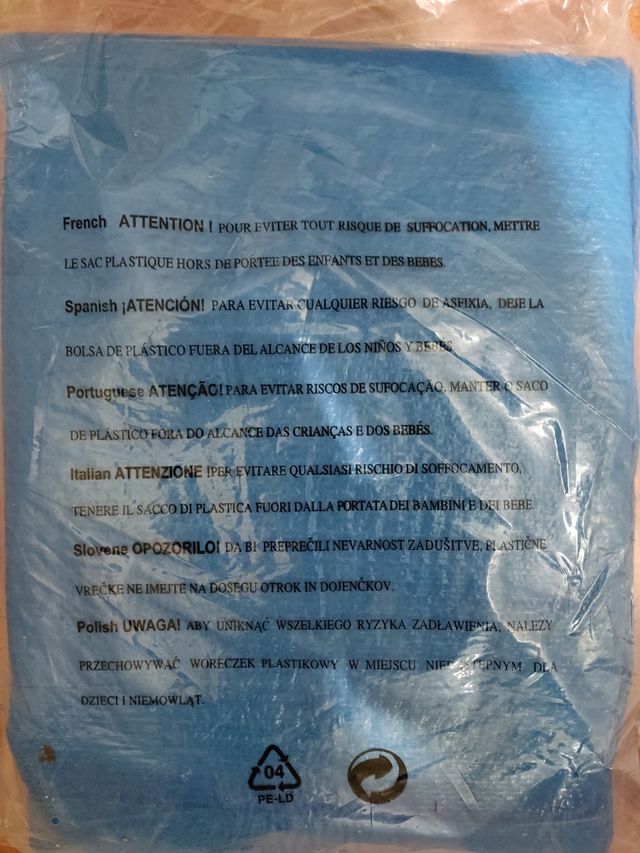 French ATTENTION ! POUR EVITER TOUT RISQUE DE SUFFOCATION, METTRE
LE SAC PLASTIQUE HORS DE PORTEE DES ENFANTS ET DES BEBES.
Spanish ¡ATENCIÓN! PARA EVITAR CUALQUIER RIESGO DE ASFIXIA, DEJE LA
BOLSA DE PLÁSTICO FUERA DEL ALCANCE DE LOS NIÑOS Y BEBES
Portuguese ATENÇÃO! PARA EVITAR RISCOS DE SUFOCAÇÃO, MANTER O SACO
DE PLÁSTICO FORA DO ALCANCE DAS CRIANÇAS E DOS BEBÉS.
Italian ATTENZIONE !PER EVITARE QUALSIASI RISCHIO DI SOFFOCAMENTO,
TENERE IL SACCO DI PLASTICA FUORI DALLA PORTATA DEI BAMBINI E DEI BEBE.
Slovene OPOZORILO! DA BI PREPREČILI NEVARNOST ZADUŠITVE, PLASTIČNE
VREČKE NE IMEJTE NA DOSEGU OTROK IN DOJENČKOV.
Polish UWAGA! ABY UNIKNĄĆ WSZELKIEGO RYZYKA ZADŁAWIENIA, NALEZY
PRZECHOWYWAĆ WORECZEK PLASTIKOWY W MIEJSCU DLA
DZIECI I NIEMOWLĄT.
04
PE-LD